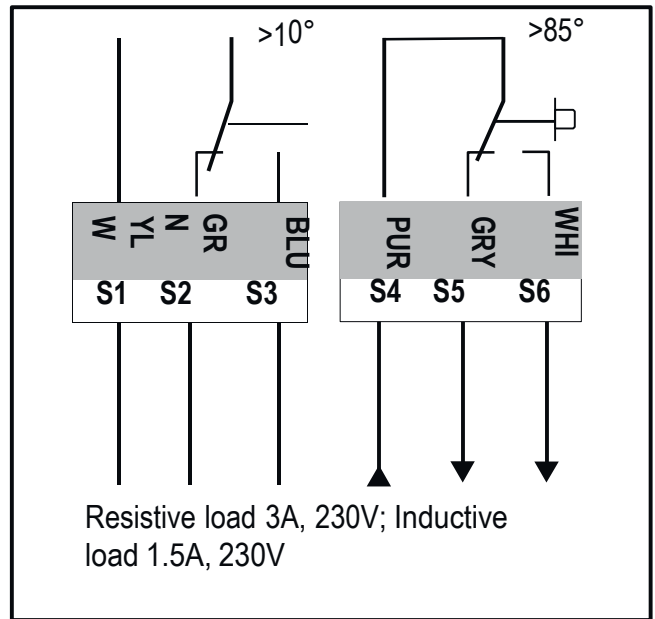 >10°
>85°
W
YL
N
GR
BLU
PUR
GRY
WHI
S1 S2 S3
S4 S5 S6
Resistive load 3A, 230V; Inductive
load 1.5A, 230V